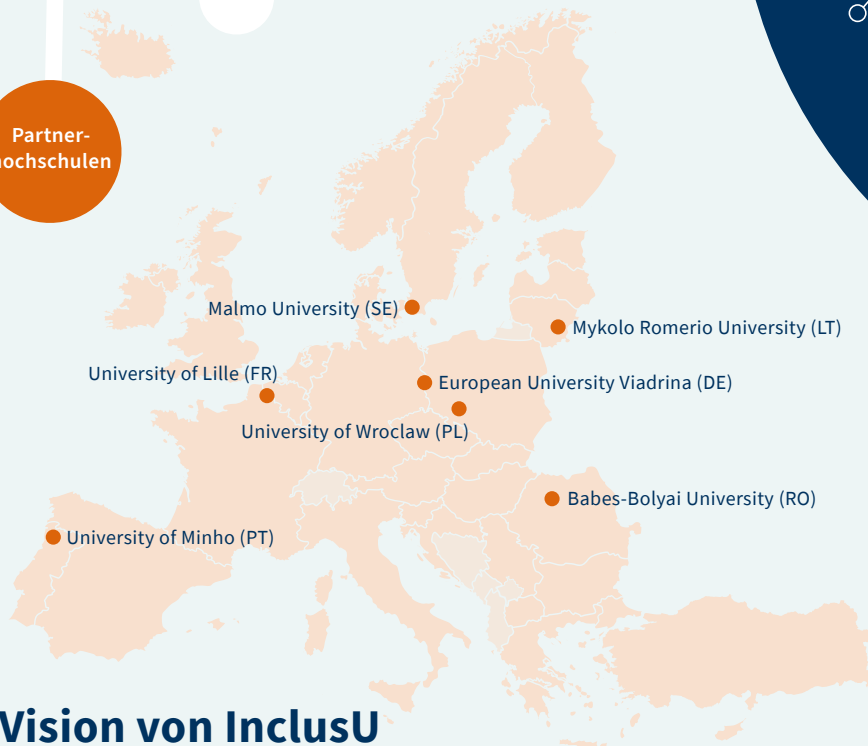 Partner-
hochschulen
Malmo University (SE)
Mykolo Romerio University (LT)
University of Lille (FR)
European University Viadrina (DE)
University of Wroclaw (PL)
Babes-Bolyai University (RO)
University of Minho (PT)
Vision von InclusU